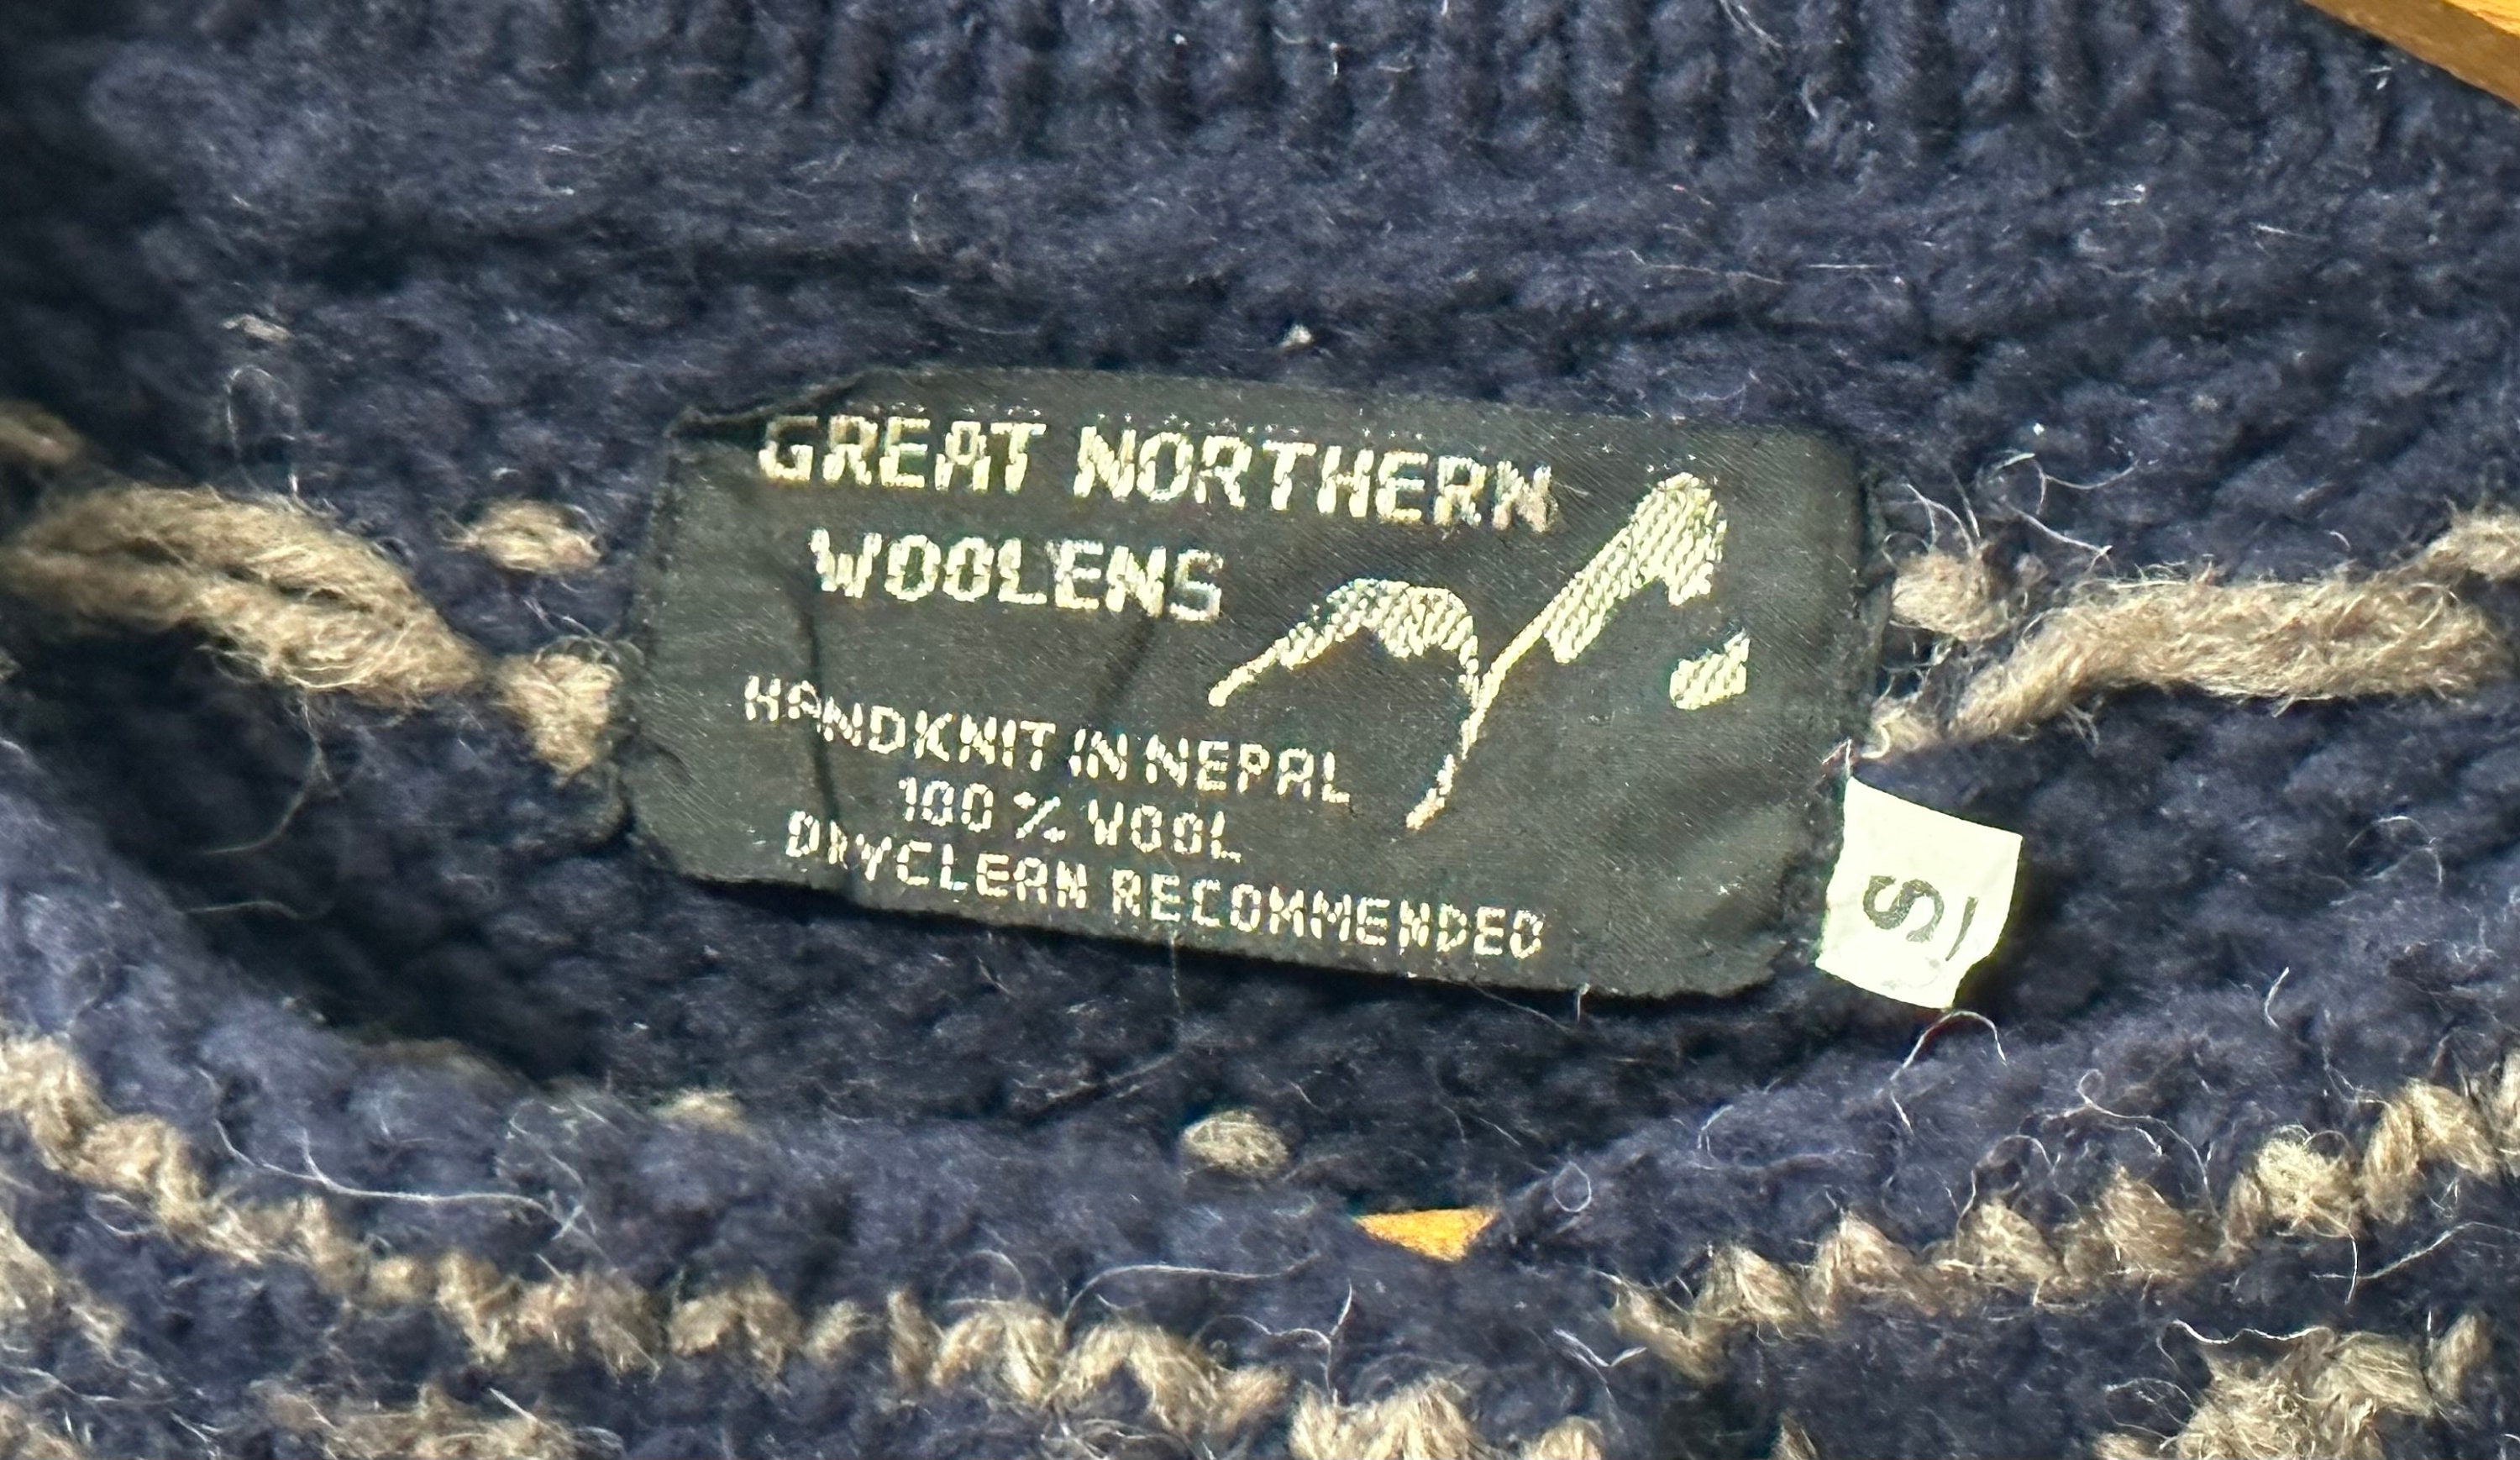 GREAT NORTHERN
WOOLENS
HANDKNIT IN NEPAL
100% WOOL
DRYCLEAN RECOMMENDED
S